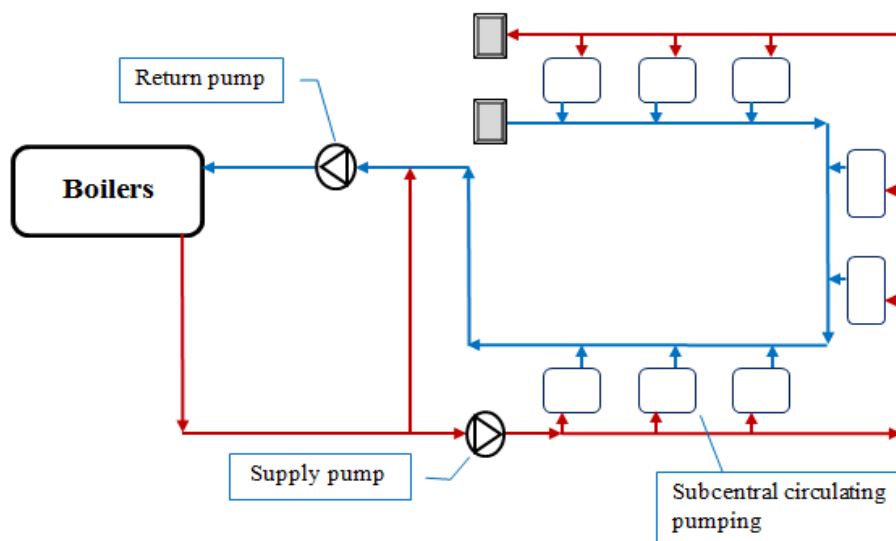 Return pump
Boilers
Supply pump
Subcentral circulating
pumping